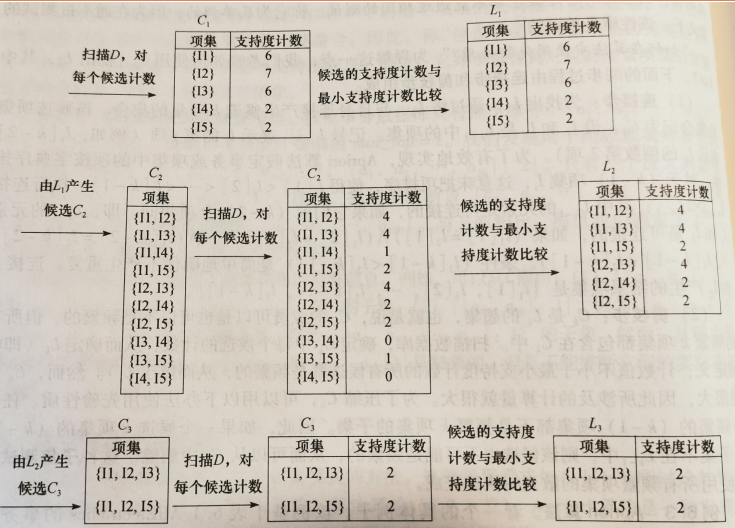 C₁
L₁
项集 支持度计数
项集 支持度计数
扫描D，对
每个候选计数
{I1} 6
{I2} 7
{I3} 6
{I4} 2
{I5} 2
候选的支持度计数与
最小支持度计数比较
{I1} 6
{I2} 7
{I3} 6
{I4} 2
{I5} 2
由L₁产生
候选C₂
C₂
项集
{I1, I2}
{I1, I3}
{I1, I4}
{I1, I5}
{I2, I3}
{I2, I4}
{I2, I5}
{I3, I4}
{I3, I5}
{I4, I5}
扫描D，对
每个候选计数
C₂
项集 支持度计数
{I1, I2} 4
{I1, I3} 4
{I1, I4} 1
{I1, I5} 2
{I2, I3} 4
{I2, I4} 2
{I2, I5} 2
{I3, I4} 0
{I3, I5} 1
{I4, I5} 0
候选的支持度
计数与最小支
持度计数比较
L₂
项集 支持度计数
{I1, I2} 4
{I1, I3} 4
{I1, I5} 2
{I2, I3} 4
{I2, I4} 2
{I2, I5} 2
由L₂产生
候选C₃
C₃
项集
{I1, I2, I3}
{I1, I2, I5}
扫描D，对
每个候选计数
C₃
项集 支持度计数
{I1, I2, I3} 2
{I1, I2, I5} 2
候选的支持度
计数与最小支
持度计数比较
L₃
项集 支持度计数
{I1, I2, I3} 2
{I1, I2, I5} 2